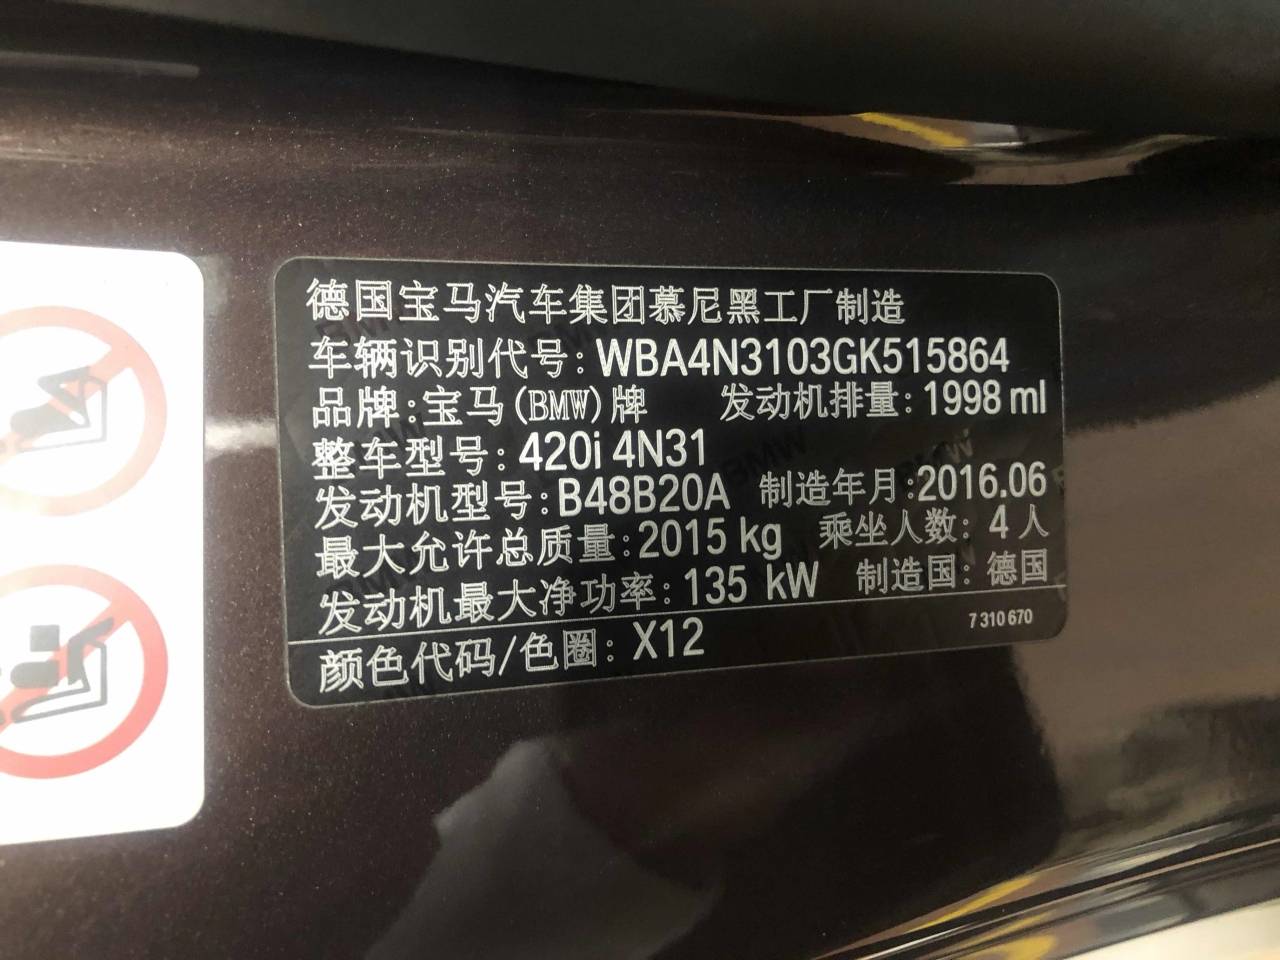 德国宝马汽车集团慕尼黑工厂制造
车辆识别代号: WBA4N3103GK515864
品牌:宝马(BMW)牌 发动机排量: 1998 ml
整车型号: 420i 4N31
发动机型号: B48B20A 制造年月:2016.06
最大允许总质量: 2015 kg 乘坐人数: 4 人
发动机最大净功率: 135 kW 制造国: 德国
7 310 670
颜色代码/色圈: X12